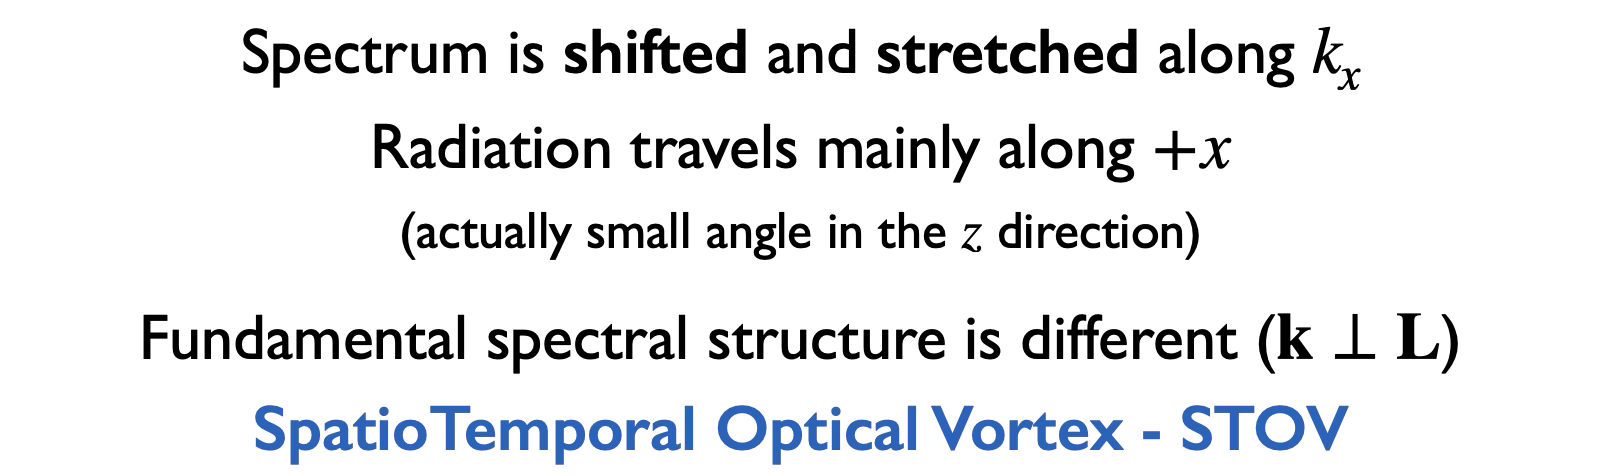 Spectrum is shifted and stretched along kₓ
Radiation travels mainly along +x
(actually small angle in the z direction)
Fundamental spectral structure is different (k ⊥ L)
SpatioTemporal Optical Vortex - STOV